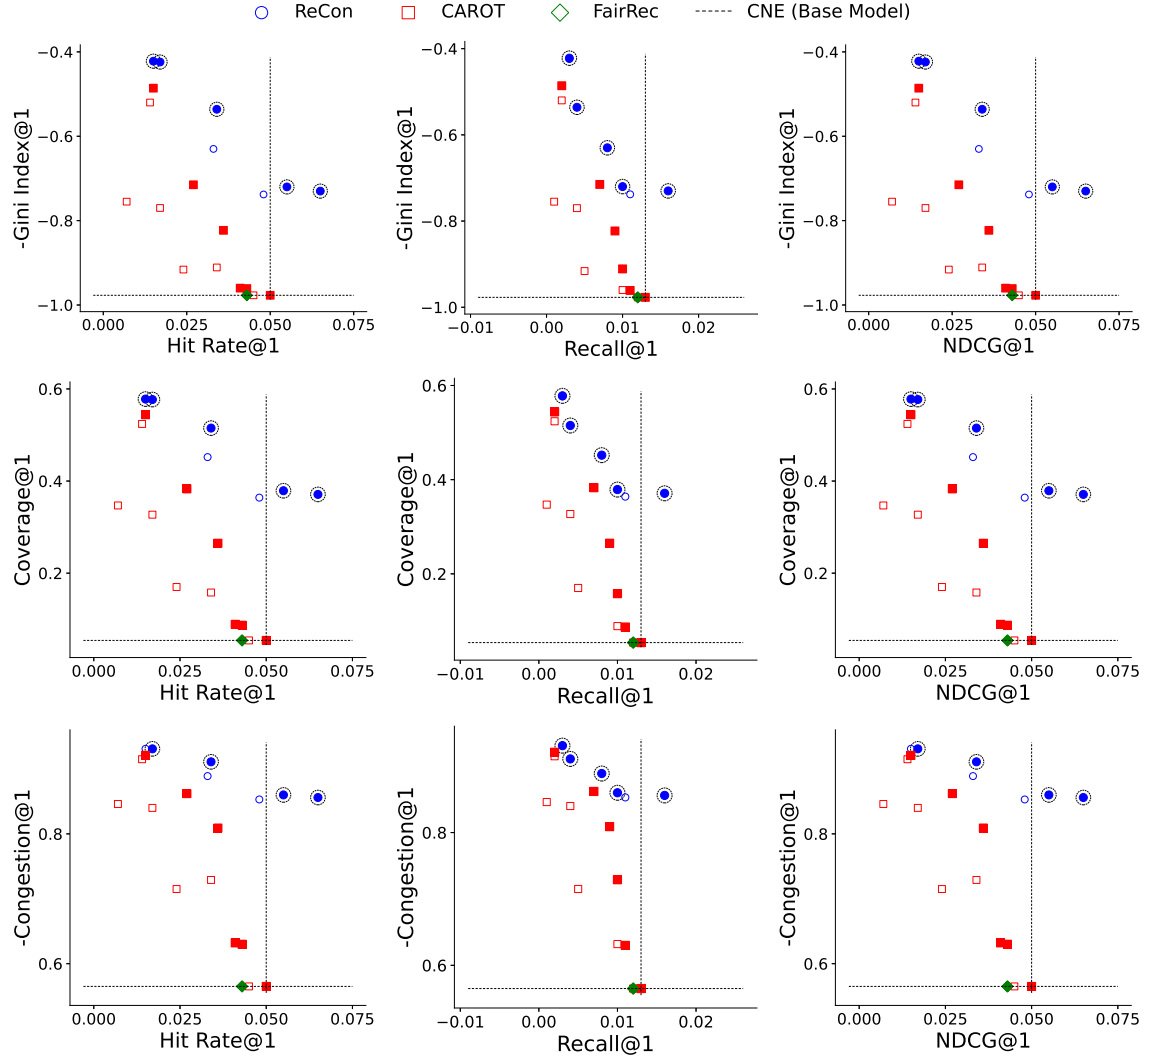 ReCon CAROT FairRec CNE (Base Model)
−0.4 −0.6 −0.8 −1.0
-Gini Index@1
0.000 0.025 0.050 0.075
Hit Rate@1
−0.4 −0.6 −0.8 −1.0
-Gini Index@1
−0.01 0.00 0.01 0.02
Recall@1
−0.4 −0.6 −0.8 −1.0
-Gini Index@1
0.000 0.025 0.050 0.075
NDCG@1
0.6 0.4 0.2
Coverage@1
0.000 0.025 0.050 0.075
Hit Rate@1
0.6 0.4 0.2
Coverage@1
−0.01 0.00 0.01 0.02
Recall@1
0.6 0.4 0.2
Coverage@1
0.000 0.025 0.050 0.075
NDCG@1
0.8 0.6
-Congestion@1
0.000 0.025 0.050 0.075
Hit Rate@1
0.8 0.6
-Congestion@1
−0.01 0.00 0.01 0.02
Recall@1
0.8 0.6
-Congestion@1
0.000 0.025 0.050 0.075
NDCG@1